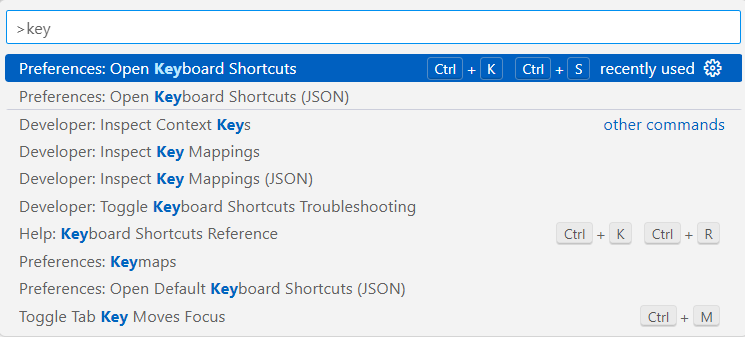 >key
Preferences: Open Keyboard Shortcuts Ctrl + K Ctrl + S recently used
Preferences: Open Keyboard Shortcuts (JSON)
Developer: Inspect Context Keys other commands
Developer: Inspect Key Mappings
Developer: Inspect Key Mappings (JSON)
Developer: Toggle Keyboard Shortcuts Troubleshooting
Help: Keyboard Shortcuts Reference Ctrl + K Ctrl + R
Preferences: Keymaps
Preferences: Open Default Keyboard Shortcuts (JSON)
Toggle Tab Key Moves Focus Ctrl + M